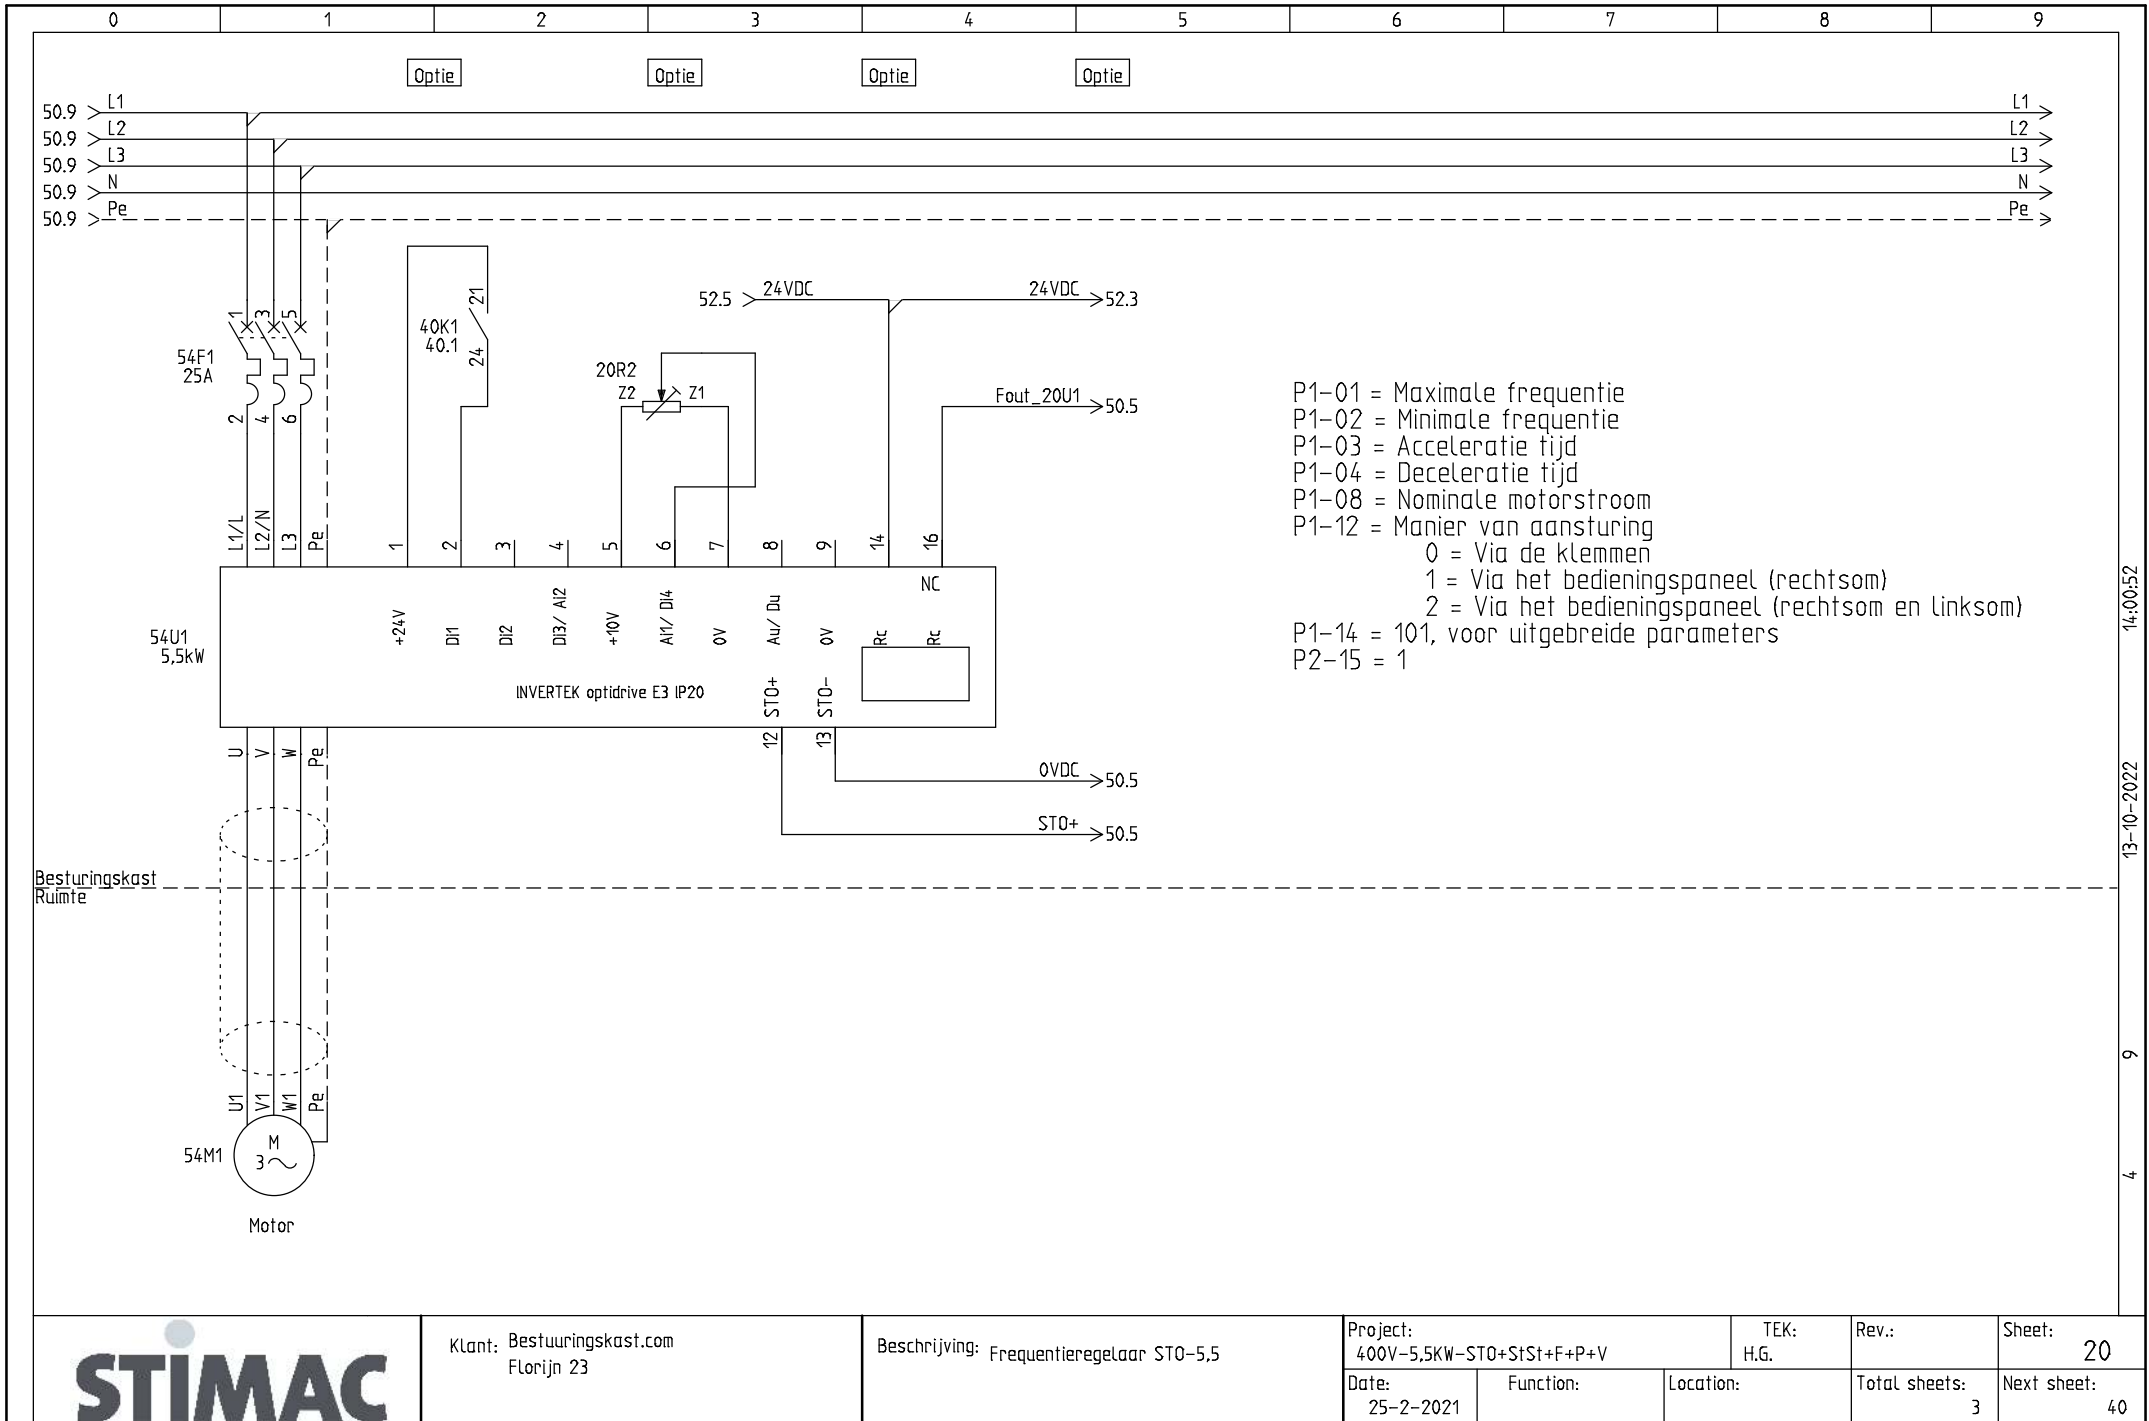 0 1 2 3 4 5 6 7 8 9
Optie Optie Optie Optie
50.9 L1 L1
50.9 L2 L2
50.9 L3 L3
50.9 N N
50.9 Pe Pe
52.5 24VDC 24VDC 52.3
1 3 5
21
40K1
40.1
24
54F1
25A
2 4 6
20R2
Z2 Z1
Fout_20U1 50.5
P1-01 = Maximale frequentie
P1-02 = Minimale frequentie
P1-03 = Acceleratie tijd
P1-04 = Deceleratie tijd
P1-08 = Nominale motorstroom
P1-12 = Manier van aansturing
0 = Via de klemmen
1 = Via het bedieningspaneel (rechtsom)
2 = Via het bedieningspaneel (rechtsom en linksom)
P1-14 = 101, voor uitgebreide parameters
P2-15 = 1
L1/L L2/N L3 Pe 1 2 3 4 5 6 7 8 9 14 16
NC
54U1
5,5kW
+24V DI1 DI2 DI3/ Ai2 +10V Ai1/ DI4 0V Au/ Du 0V Rc Rc
INVERTEK optidrive E3 IP20
STO+ STO-
U V W Pe 12 13
0VDC 50.5
STO+ 50.5
Besturingskast
Ruimte
U1 V1 W1 Pe
54M1
M
3
Motor
14:00:52
13-10-2022
9
4
STIMAC
Klant: Bestuuringskast.com
Florijn 23
Beschrijving: Frequentieregelaar STO-5,5
Project:
400V-5,5KW-STO+StSt+F+P+V
TEK:
H.G.
Rev.:
Sheet:
20
Date:
25-2-2021
Function:
Location:
Total sheets:
3
Next sheet:
40